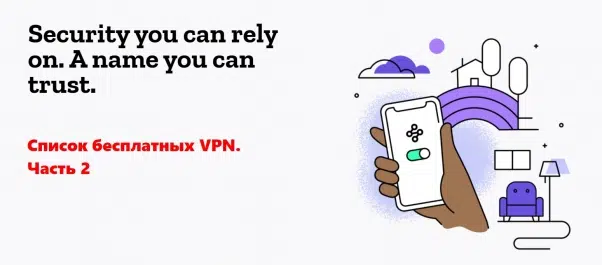 Security you can rely
on. A name you can
trust.
Список бесплатных VPN.
Часть 2